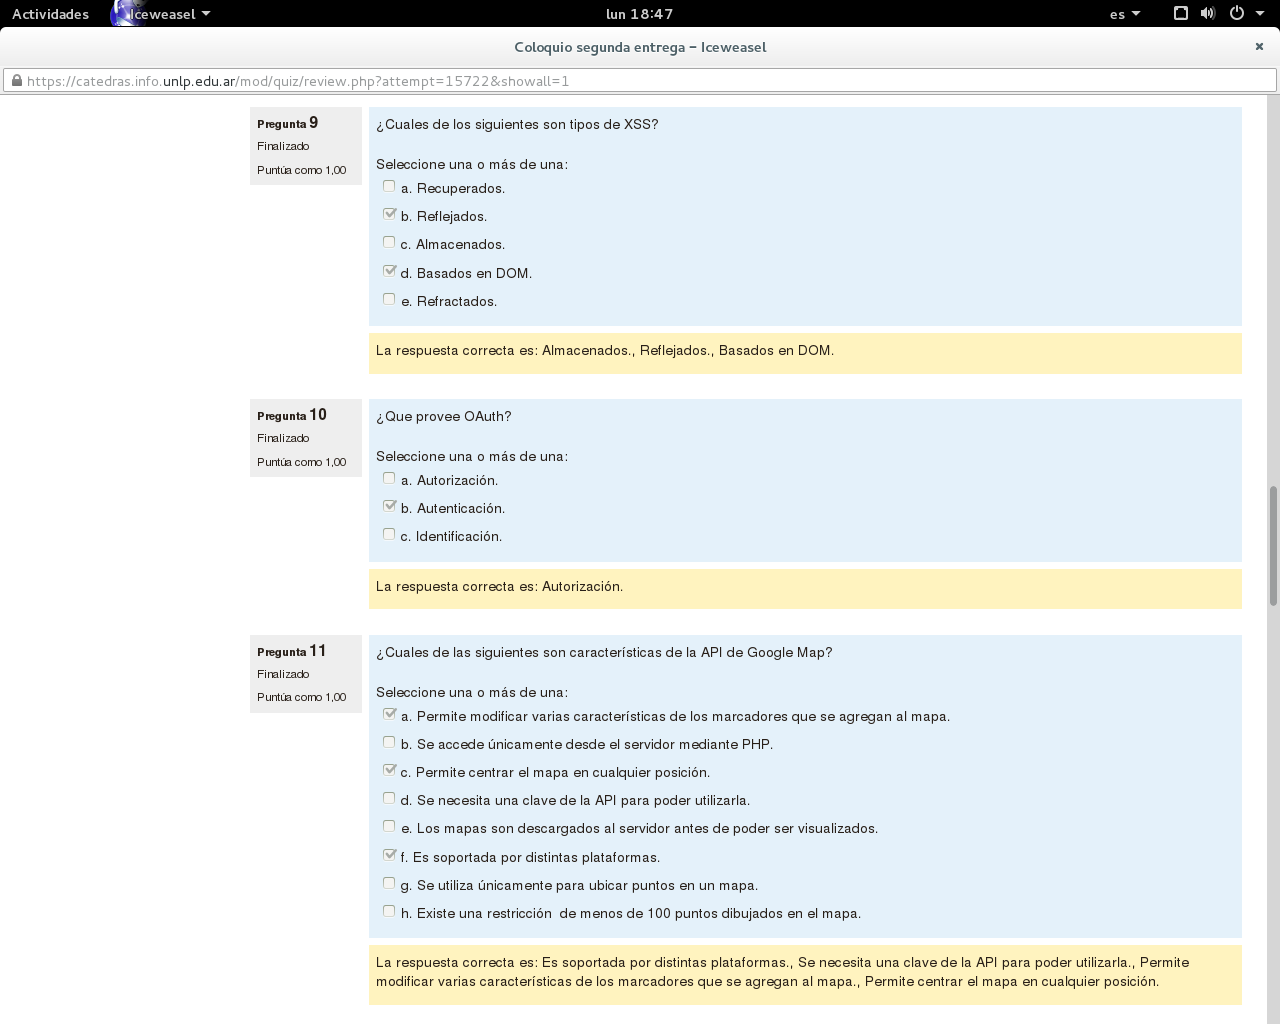 Actividades Iceweasel lun 18:47 es
Coloquio segunda entrega – Iceweasel ×
https://catedras.info.unlp.edu.ar/mod/quiz/review.php?attempt=15722&showall=1
Pregunta 9
Finalizado
Puntúa como 1,00
¿Cuales de los siguientes son tipos de XSS?
Seleccione una o más de una:
a. Recuperados.
b. Reflejados.
c. Almacenados.
d. Basados en DOM.
e. Refractados.
La respuesta correcta es: Almacenados., Reflejados., Basados en DOM.
Pregunta 10
Finalizado
Puntúa como 1,00
¿Que provee OAuth?
Seleccione una o más de una:
a. Autorización.
b. Autenticación.
c. Identificación.
La respuesta correcta es: Autorización.
Pregunta 11
Finalizado
Puntúa como 1,00
¿Cuales de las siguientes son características de la API de Google Map?
Seleccione una o más de una:
a. Permite modificar varias características de los marcadores que se agregan al mapa.
b. Se accede únicamente desde el servidor mediante PHP.
c. Permite centrar el mapa en cualquier posición.
d. Se necesita una clave de la API para poder utilizarla.
e. Los mapas son descargados al servidor antes de poder ser visualizados.
f. Es soportada por distintas plataformas.
g. Se utiliza únicamente para ubicar puntos en un mapa.
h. Existe una restricción  de menos de 100 puntos dibujados en el mapa.
La respuesta correcta es: Es soportada por distintas plataformas., Se necesita una clave de la API para poder utilizarla., Permite
modificar varias características de los marcadores que se agregan al mapa., Permite centrar el mapa en cualquier posición.